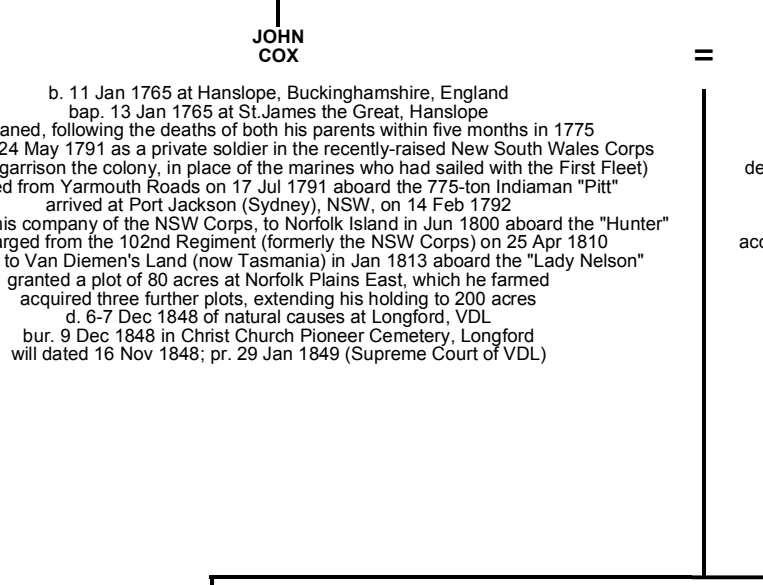 JOHN
COX
=
b. 11 Jan 1765 at Hanslope, Buckinghamshire, England
bap. 13 Jan 1765 at St.James the Great, Hanslope
aned, following the deaths of both his parents within five months in 1775
24 May 1791 as a private soldier in the recently-raised New South Wales Corps
garrison the colony, in place of the marines who had sailed with the First Fleet)
de
ed from Yarmouth Roads on 17 Jul 1791 aboard the 775-ton Indiaman "Pitt"
arrived at Port Jackson (Sydney), NSW, on 14 Feb 1792
his company of the NSW Corps, to Norfolk Island in Jun 1800 aboard the "Hunter"
arged from the 102nd Regiment (formerly the NSW Corps) on 25 Apr 1810
acq
to Van Diemen's Land (now Tasmania) in Jan 1813 aboard the "Lady Nelson"
granted a plot of 80 acres at Norfolk Plains East, which he farmed
acquired three further plots, extending his holding to 200 acres
d. 6-7 Dec 1848 of natural causes at Longford, VDL
bur. 9 Dec 1848 in Christ Church Pioneer Cemetery, Longford
will dated 16 Nov 1848; pr. 29 Jan 1849 (Supreme Court of VDL)